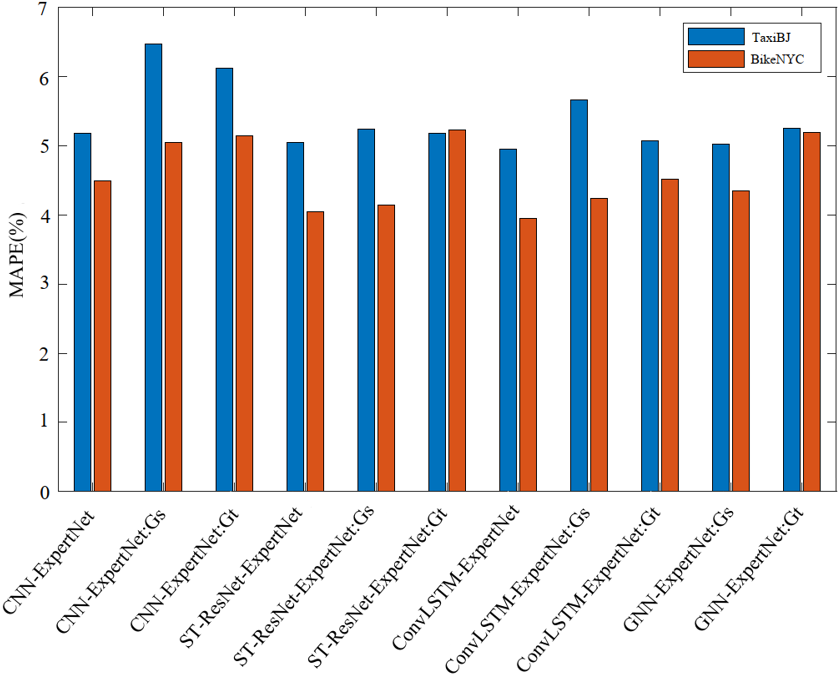 7
6
5
4
3
2
1
0
MAPE(%)
TaxiBJ
BikeNYC
CNN-ExpertNet
CNN-ExpertNet:Gs
CNN-ExpertNet:Gt
ST-ResNet-ExpertNet
ST-ResNet-ExpertNet:Gs
ST-ResNet-ExpertNet:Gt
ConvLSTM-ExpertNet
ConvLSTM-ExpertNet:Gs
ConvLSTM-ExpertNet:Gt
GNN-ExpertNet:Gs
GNN-ExpertNet:Gt